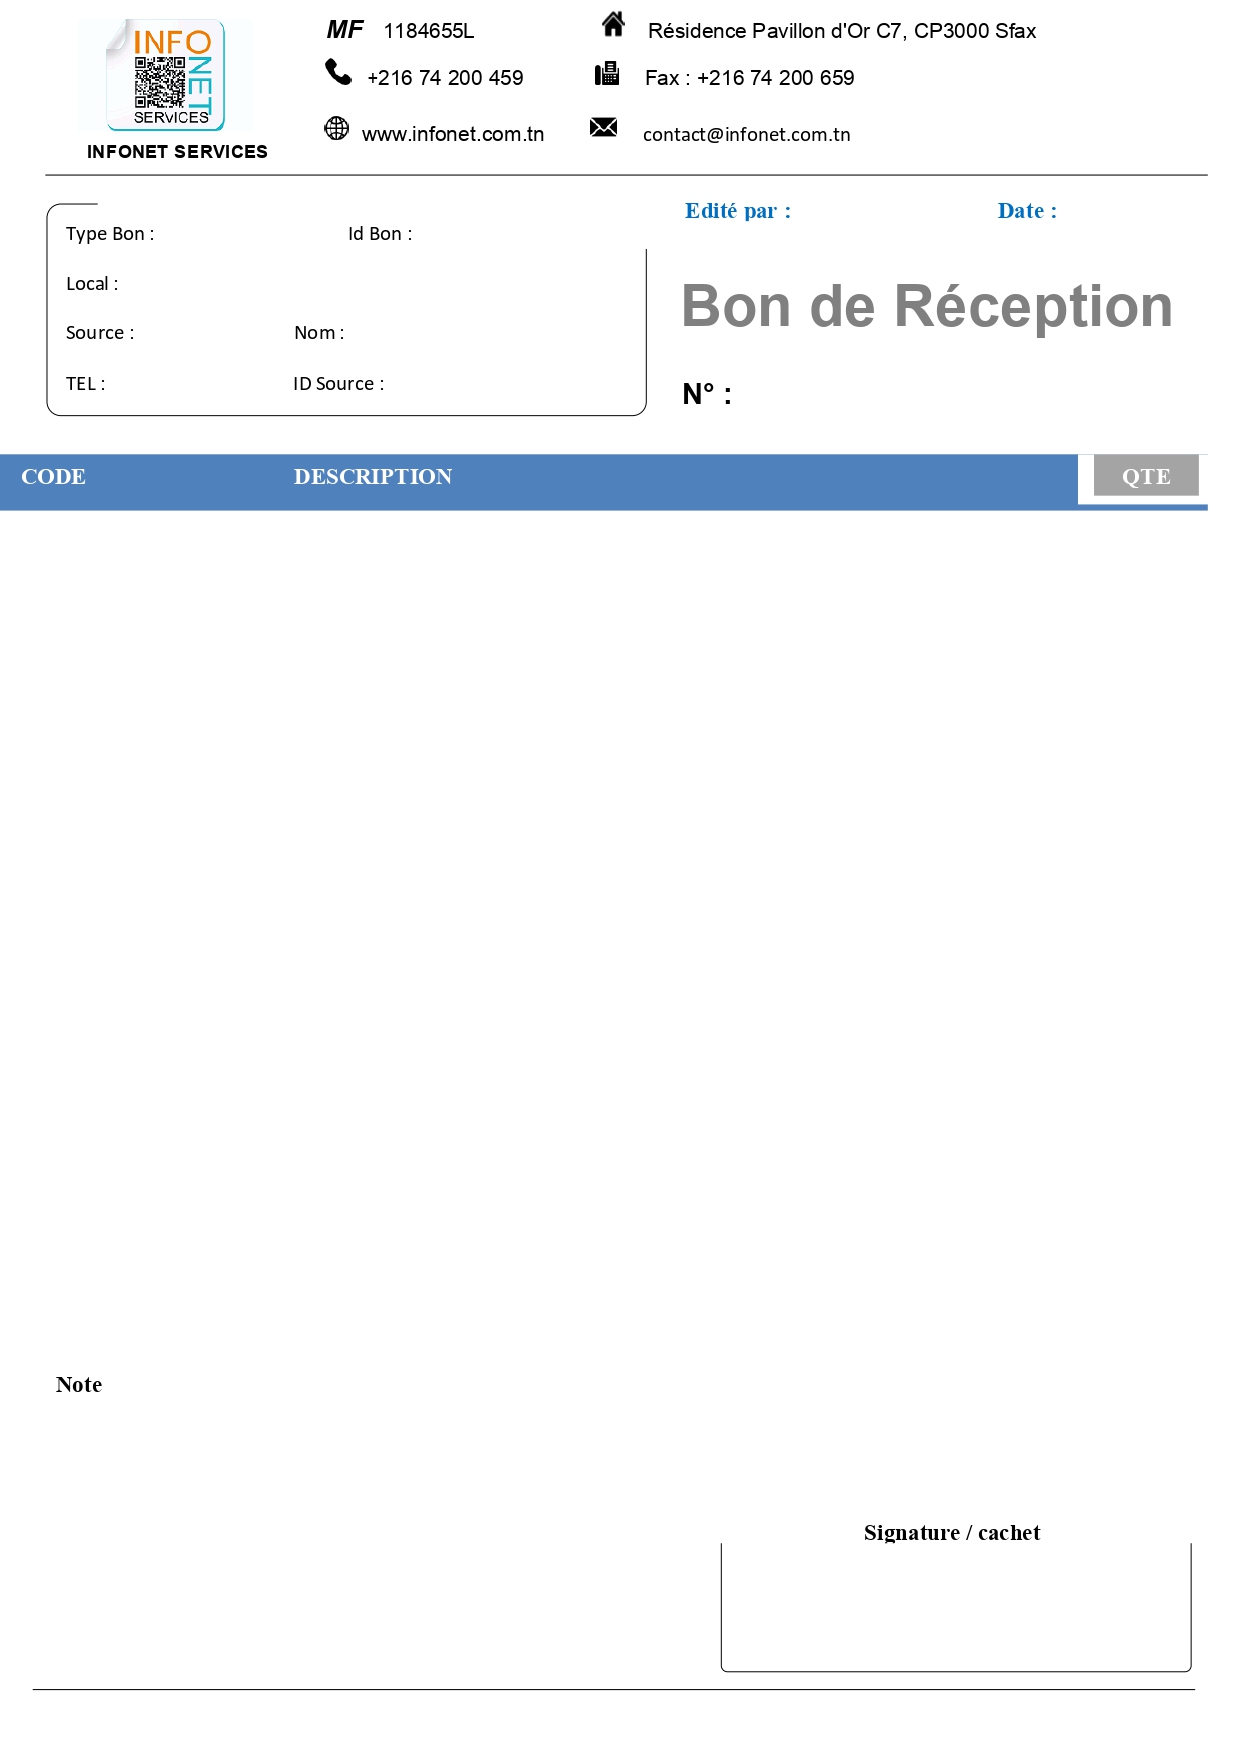 INFO
NET
SERVICES
INFONET SERVICES
MF 1184655L
Résidence Pavillon d'Or C7, CP3000 Sfax
+216 74 200 459
Fax : +216 74 200 659
www.infonet.com.tn
contact@infonet.com.tn
Edité par :
Date :
Type Bon :
Id Bon :
Local :
Source :
Nom :
TEL :
ID Source :
Bon de Réception
N° :
CODE DESCRIPTION QTE
Note
Signature / cachet